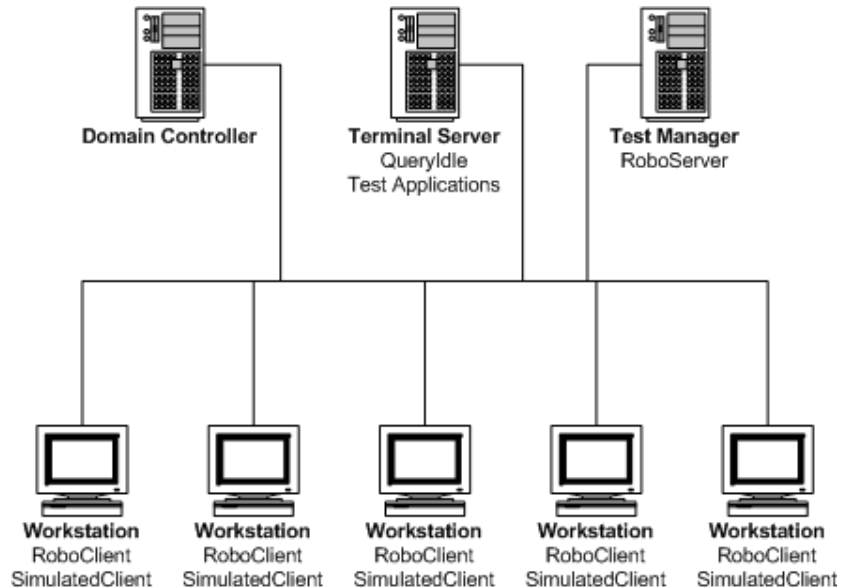 Domain Controller
Terminal Server
QueryIdle
Test Applications
Test Manager
RoboServer
Workstation
RoboClient
SimulatedClient
Workstation
RoboClient
SimulatedClient
Workstation
RoboClient
SimulatedClient
Workstation
RoboClient
SimulatedClient
Workstation
RoboClient
SimulatedClient